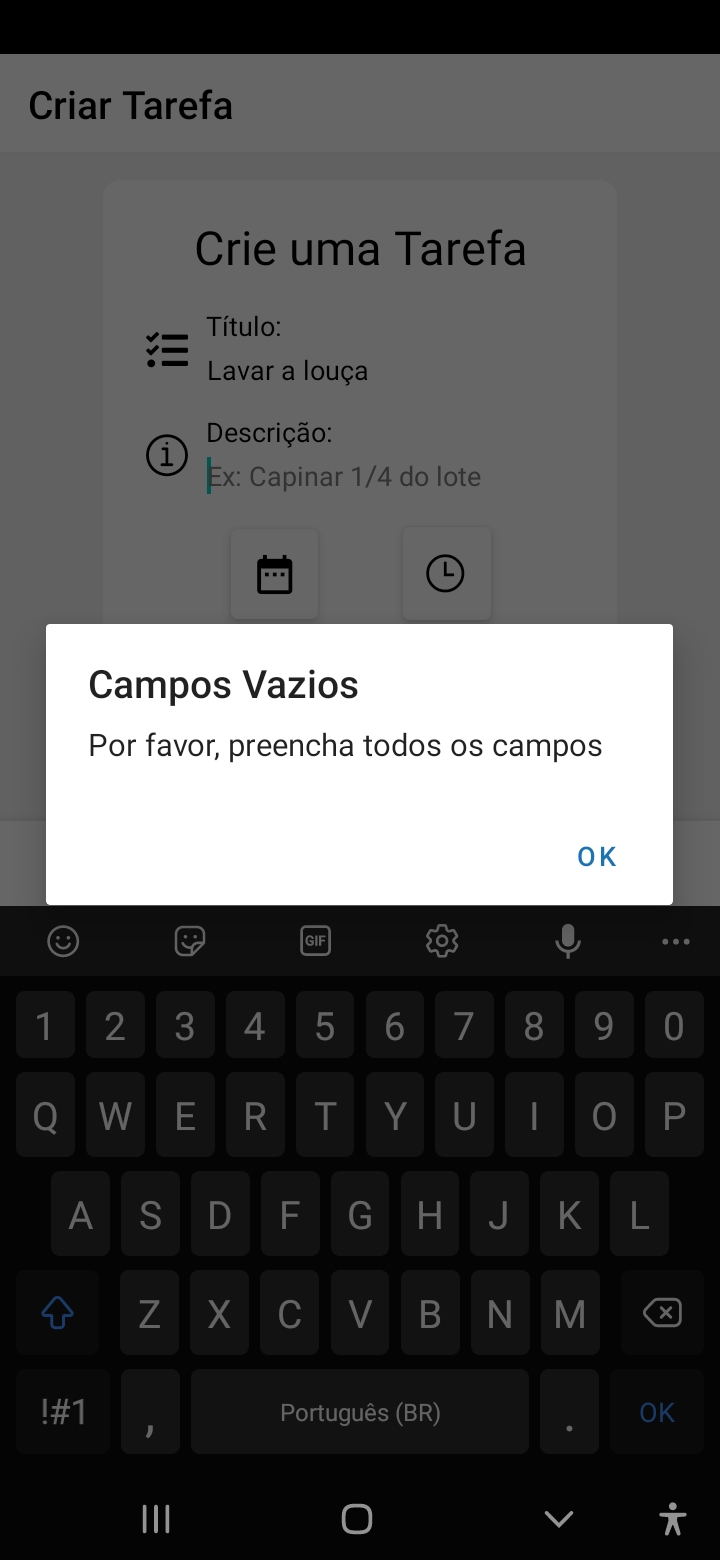 Criar Tarefa
Crie uma Tarefa
Título:
Lavar a louça
Descrição:
Ex: Capinar 1/4 do lote
Campos Vazios
Por favor, preencha todos os campos
OK
GIF
1 2 3 4 5 6 7 8 9 0
Q W E R T Y U I O P
A S D F G H J K L
Z X C V B N M
!#1 , Português (BR) . OK